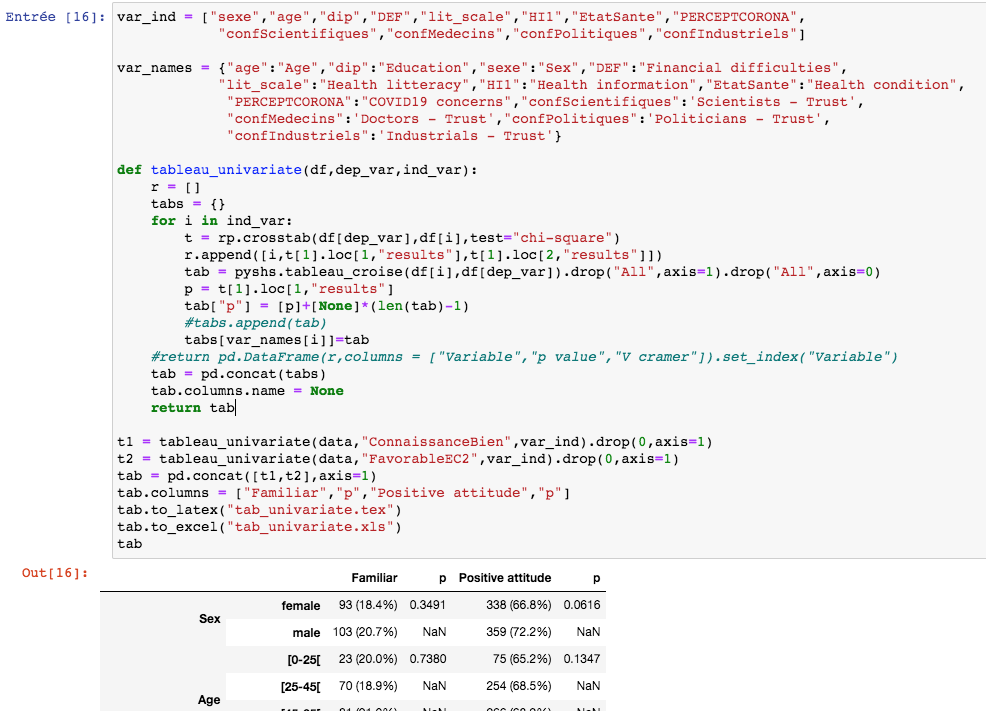 Entrée [16]: var_ind = ["sexe","age","dip","DEF","lit_scale","HI1","EtatSante","PERCEPTCORONA",
"confScientifiques","confMedecins","confPolitiques","confIndustriels"]
var_names = {"age":"Age","dip":"Education","sexe":"Sex","DEF":"Financial difficulties",
"lit_scale":"Health litteracy","HI1":"Health information","EtatSante":"Health condition",
"PERCEPTCORONA":"COVID19 concerns","confScientifiques":'Scientists - Trust',
"confMedecins":'Doctors - Trust',"confPolitiques":'Politicians - Trust',
"confIndustriels":'Industrials - Trust'}
def tableau_univariate(df,dep_var,ind_var):
r = []
tabs = {}
for i in ind_var:
t = rp.crosstab(df[dep_var],df[i],test="chi-square")
r.append([i,t[1].loc[1,"results"],t[1].loc[2,"results"]])
tab = pyshs.tableau_croise(df[i],df[dep_var]).drop("All",axis=1).drop("All",axis=0)
p = t[1].loc[1,"results"]
tab["p"] = [p]+[None]*(len(tab)-1)
#tabs.append(tab)
tabs[var_names[i]]=tab
#return pd.DataFrame(r,columns = ["Variable","p value","V cramer"]).set_index("Variable")
tab = pd.concat(tabs)
tab.columns.name = None
return tab
t1 = tableau_univariate(data,"ConnaissanceBien",var_ind).drop(0,axis=1)
t2 = tableau_univariate(data,"FavorableEC2",var_ind).drop(0,axis=1)
tab = pd.concat([t1,t2],axis=1)
tab.columns = ["Familiar","p","Positive attitude","p"]
tab.to_latex("tab_univariate.tex")
tab.to_excel("tab_univariate.xls")
tab
Out[16]:
Familiar p Positive attitude p
Sex female 93 (18.4%) 0.3491 338 (66.8%) 0.0616
male 103 (20.7%) NaN 359 (72.2%) NaN
[0-25[ 23 (20.0%) 0.7380 75 (65.2%) 0.1347
Age [25-45[ 70 (18.9%) NaN 254 (68.5%) NaN